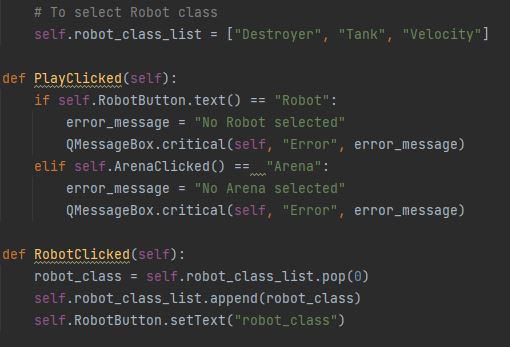 # To select Robot class
self.robot_class_list = ["Destroyer", "Tank", "Velocity"]
def PlayClicked(self):
if self.RobotButton.text() == "Robot":
error_message = "No Robot selected"
QMessageBox.critical(self, "Error", error_message)
elif self.ArenaClicked() ==  "Arena":
error_message = "No Arena selected"
QMessageBox.critical(self, "Error", error_message)
def RobotClicked(self):
robot_class = self.robot_class_list.pop(0)
self.robot_class_list.append(robot_class)
self.RobotButton.setText("robot_class")